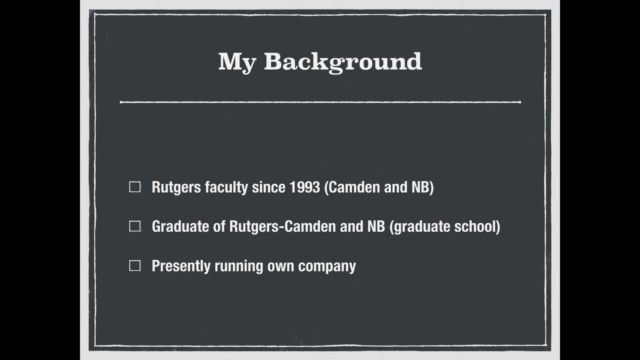 My Background
Rutgers faculty since 1993 (Camden and NB)
Graduate of Rutgers-Camden and NB (graduate school)
Presently running own company